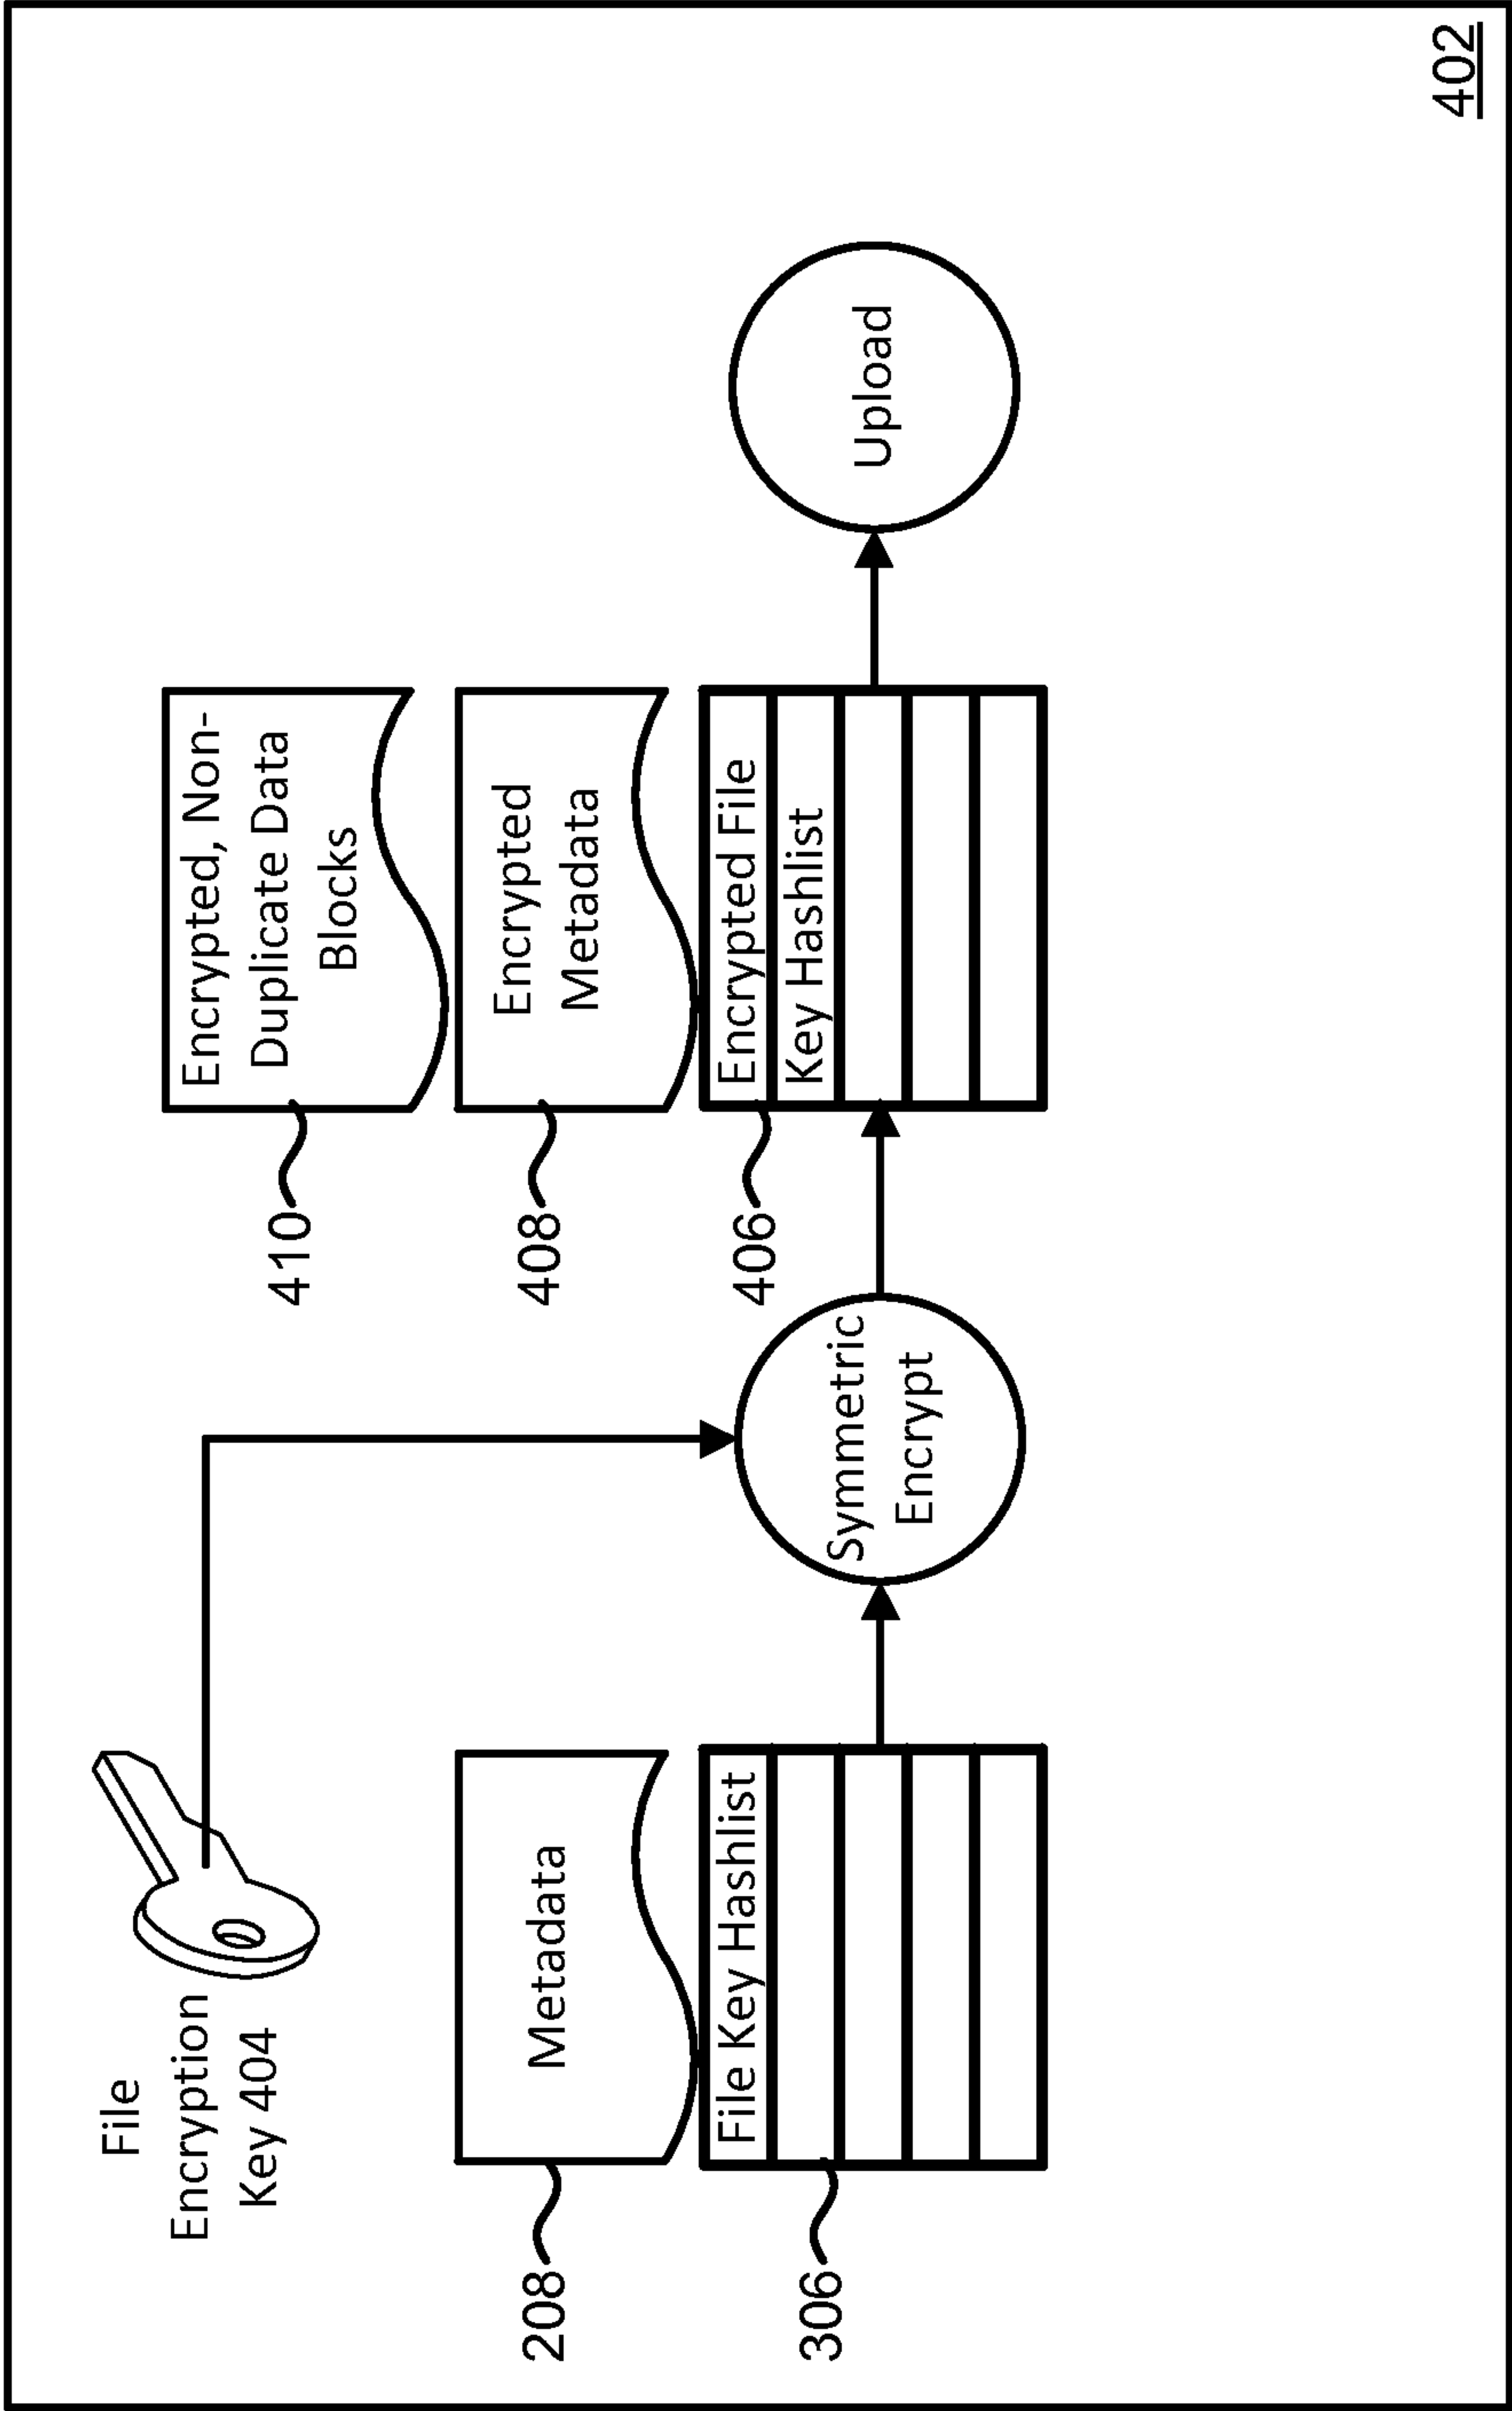 File
Encryption
Key 404
208
Metadata
306
File Key Hashlist
Symmetric
Encrypt
410
Encrypted, Non-
Duplicate Data
Blocks
408
Encrypted
Metadata
406
Encrypted File
Key Hashlist
Upload
402